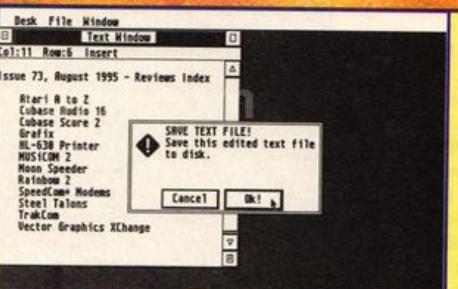 Desk File Window
Text Window
Col:11 Row:6 Insert
Issue 73, August 1995 - Reviews Index
Atari A to Z
Cubase Audio 16
Cubase Score 2
Grafix
HL-630 Printer
MUSiCOM 2
Moon Speeder
Rainbow 2
SpeedCom+ Modems
Steel Talons
TrakCom
Vector Graphics XChange
SAVE TEXT FILE!
Save this edited text file
to disk.
Cancel Ok!